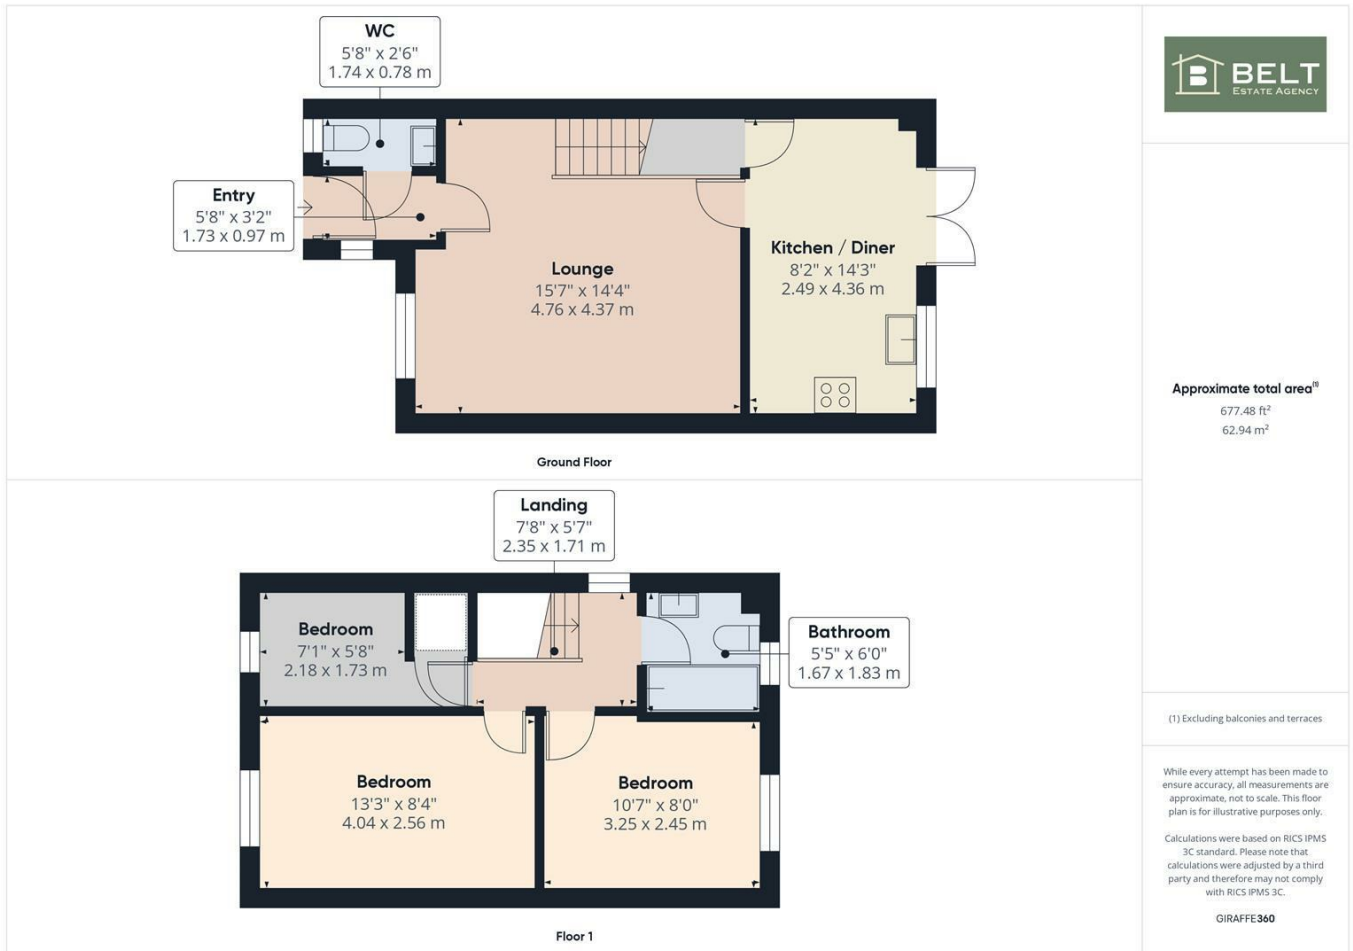 WC
5'8" x 2'6"
1.74 x 0.78 m
Entry
5'8" x 3'2"
1.73 x 0.97 m
Lounge
15'7" x 14'4"
4.76 x 4.37 m
Kitchen / Diner
8'2" x 14'3"
2.49 x 4.36 m
Ground Floor
Landing
7'8" x 5'7"
2.35 x 1.71 m
Bedroom
7'1" x 5'8"
2.18 x 1.73 m
Bathroom
5'5" x 6'0"
1.67 x 1.83 m
Bedroom
13'3" x 8'4"
4.04 x 2.56 m
Bedroom
10'7" x 8'0"
3.25 x 2.45 m
Floor 1
B BELT
ESTATE AGENCY
Approximate total area(1)
677.48 ft²
62.94 m²
(1) Excluding balconies and terraces
While every attempt has been made to
ensure accuracy, all measurements are
approximate, not to scale. This floor
plan is for illustrative purposes only.
Calculations were based on RICS IPMS
3C standard. Please note that
calculations were adjusted by a third
party and therefore may not comply
with RICS IPMS 3C.
GIRAFFE360